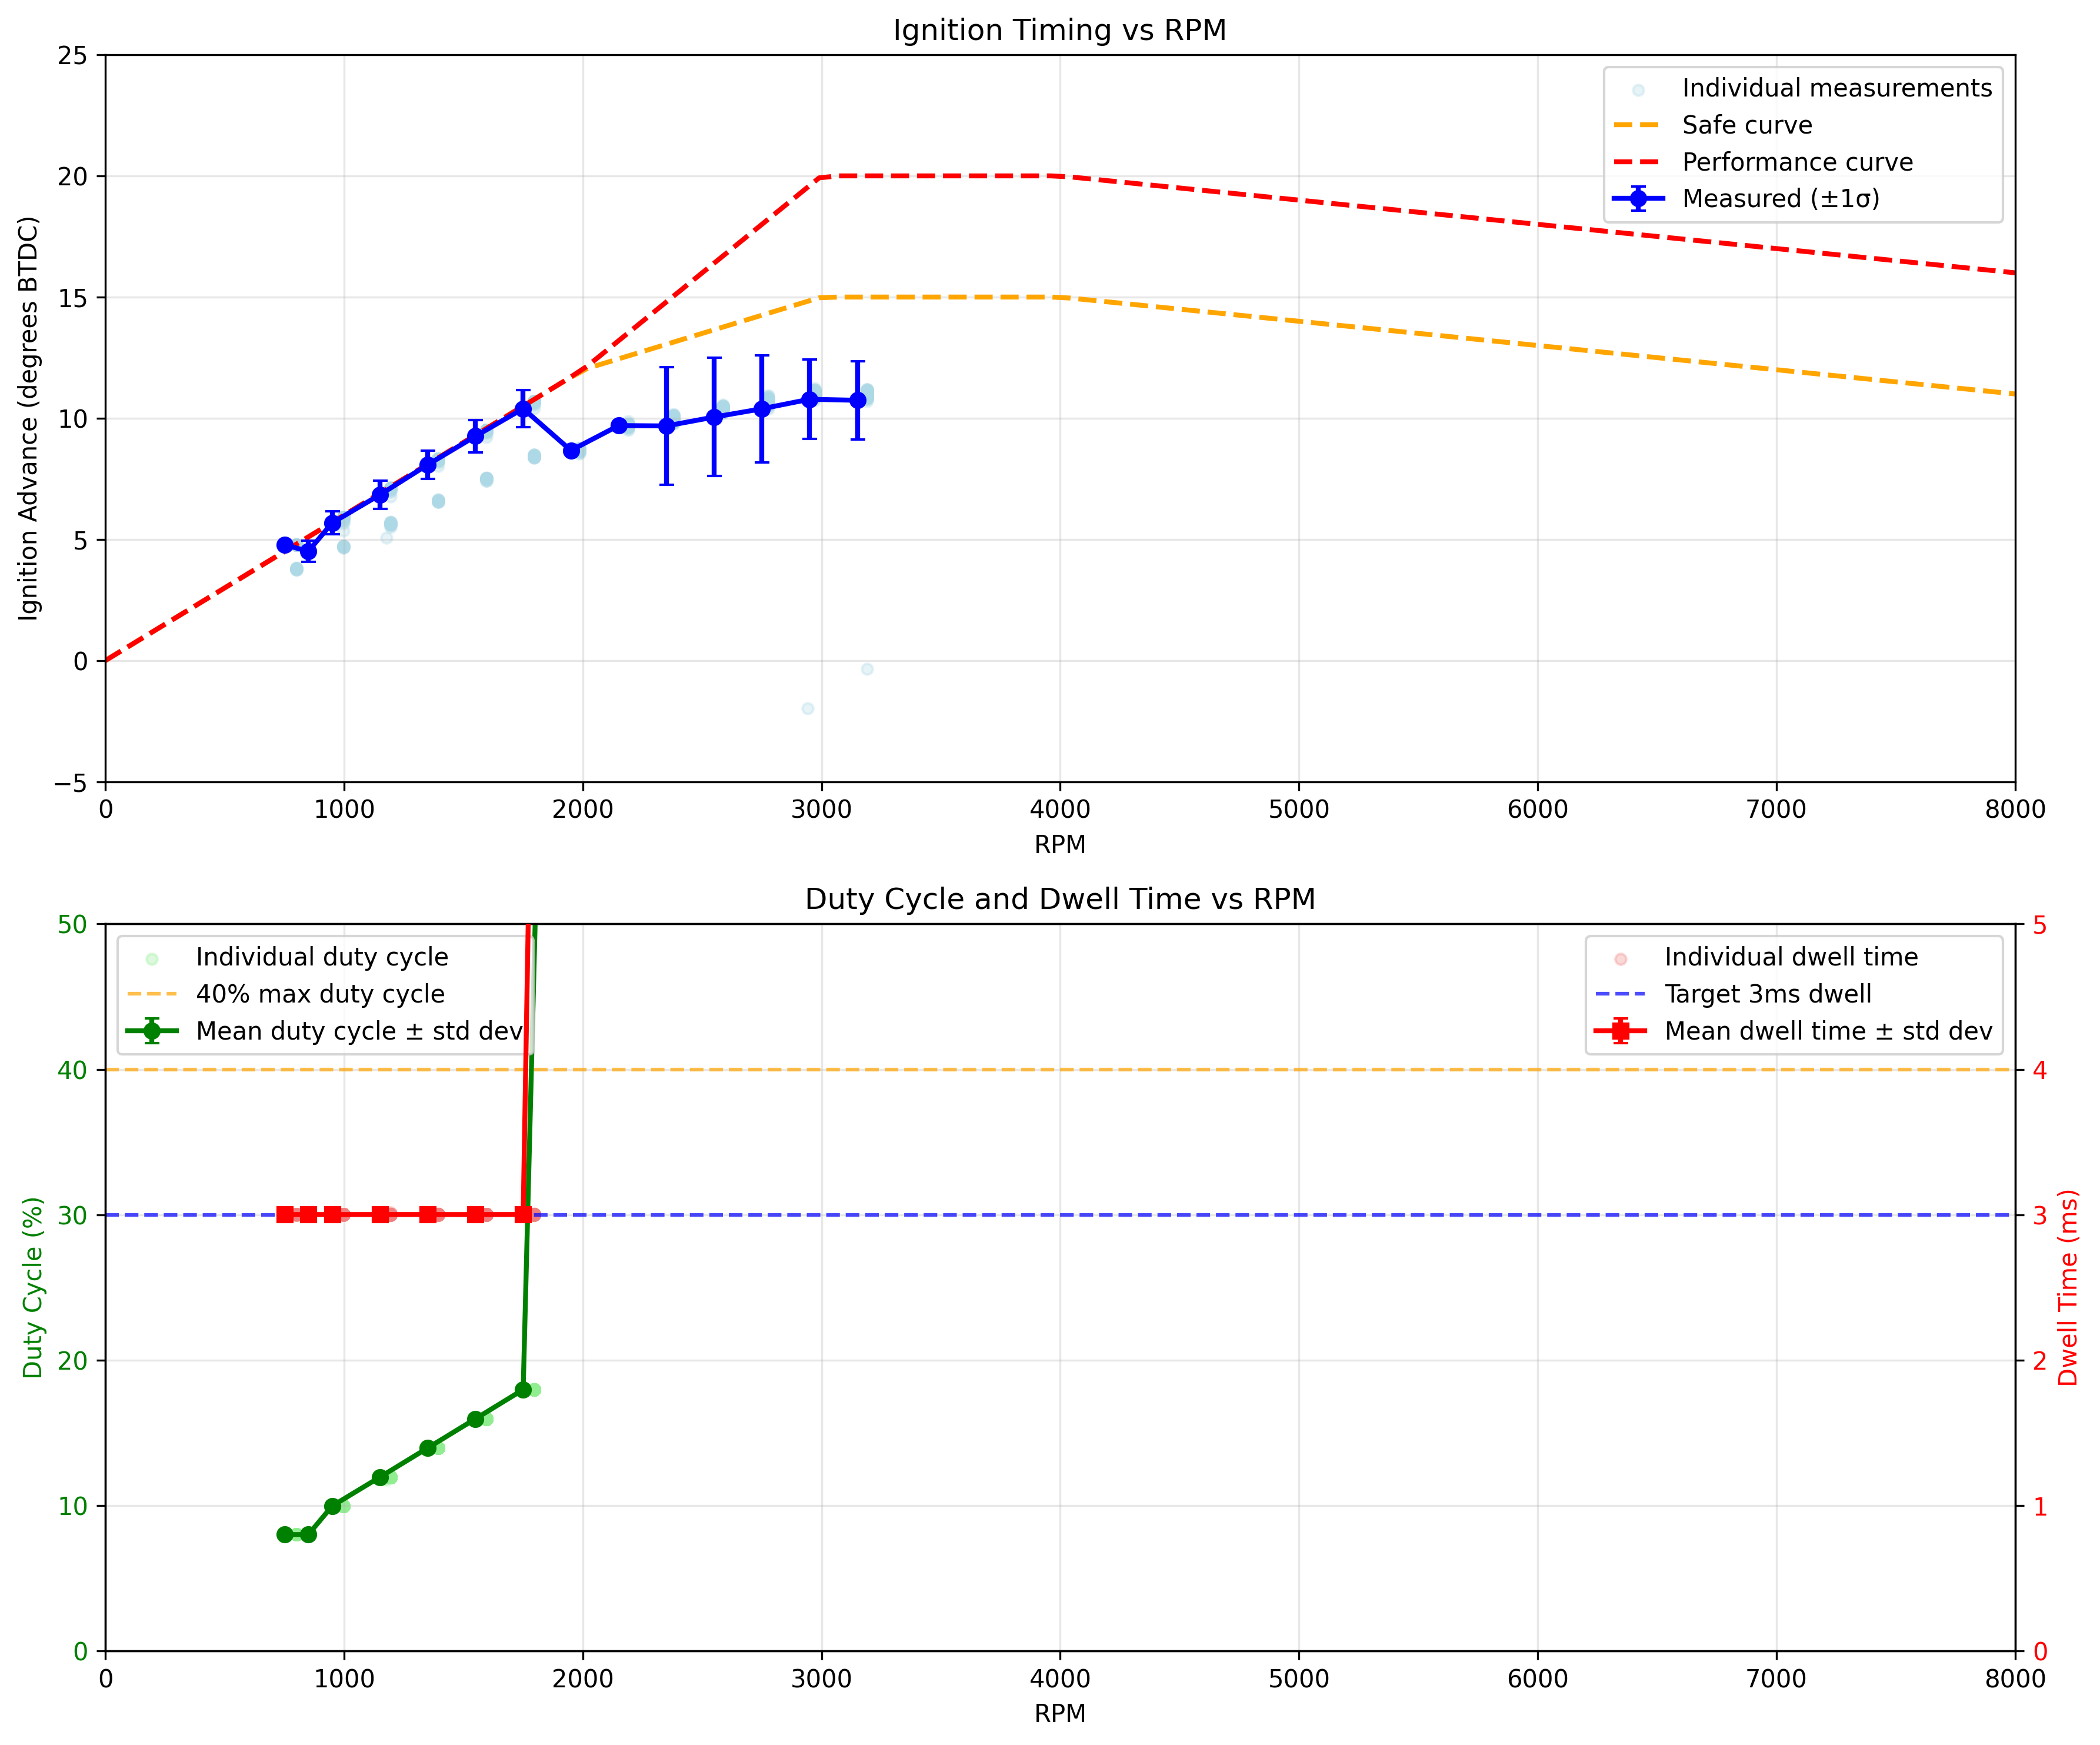 Ignition Timing vs RPM
25
20
15
10
5
0
−5
Ignition Advance (degrees BTDC)
Individual measurements
Safe curve
Performance curve
Measured (±1σ)
0 1000 2000 3000 4000 5000 6000 7000 8000
RPM
Duty Cycle and Dwell Time vs RPM
50
40
30
20
10
0
Duty Cycle (%)
Individual duty cycle
40% max duty cycle
Mean duty cycle ± std dev
Individual dwell time
Target 3ms dwell
Mean dwell time ± std dev
5
4
3
2
1
0
Dwell Time (ms)
0 1000 2000 3000 4000 5000 6000 7000 8000
RPM